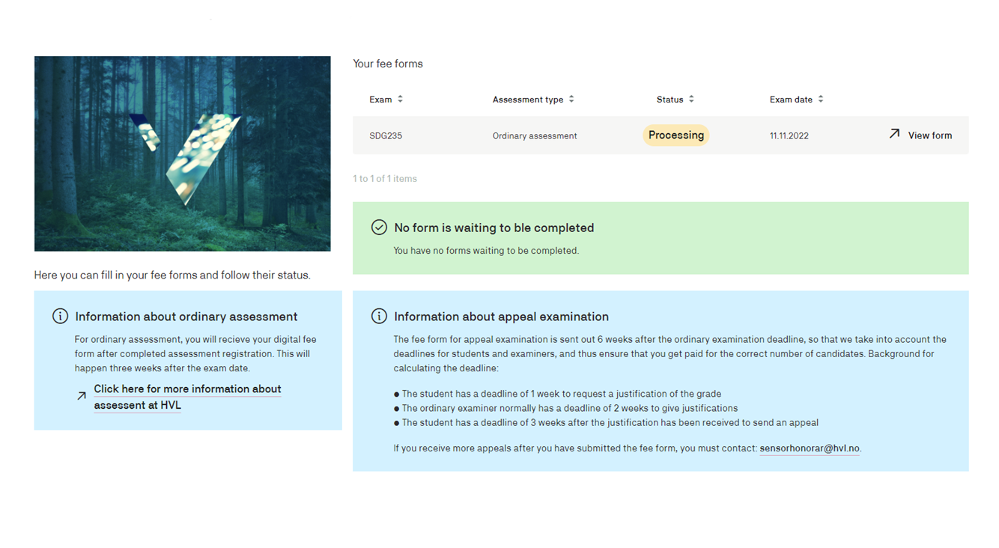 Your fee forms
Exam Assessment type Status Exam date
SDG235 Ordinary assessment Processing 11.11.2022 View form
1 to 1 of 1 items
No form is waiting to ble completed
You have no forms waiting to be completed.
Here you can fill in your fee forms and follow their status.
Information about ordinary assessment
For ordinary assessment, you will recieve your digital fee
form after completed assessment registration. This will
happen three weeks after the exam date.
Click here for more information about
assessent at HVL
Information about appeal examination
The fee form for appeal examination is sent out 6 weeks after the ordinary examination deadline, so that we take into account the
deadlines for students and examiners, and thus ensure that you get paid for the correct number of candidates. Background for
calculating the deadline:
● The student has a deadline of 1 week to request a justification of the grade
● The ordinary examiner normally has a deadline of 2 weeks to give justifications
● The student has a deadline of 3 weeks after the justification has been received to send an appeal
If you receive more appeals after you have submitted the fee form, you must contact: sensorhonorar@hvl.no.